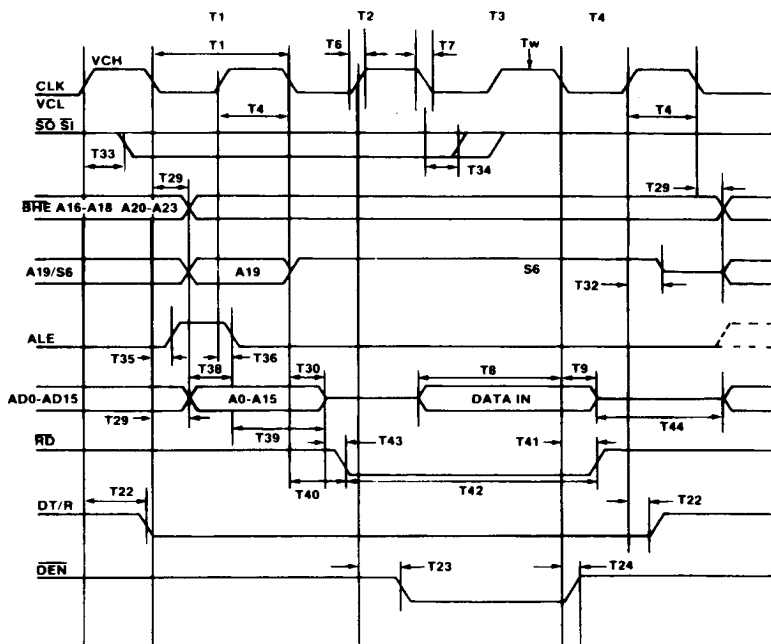 T1 T2 T3 T4
T1 T6 T7 Tw
VCH
CLK
VCL
T4 T4
S0 S1
T33 T34
T29 T29
BHE A16-A18 A20-A23
A19/S6 A19 S6
T32
ALE
T35 T36
T38 T30 T8 T9
AD0-AD15 A0-A15 DATA IN
T29 T39 T43 T41 T44
RD
T40 T42
T22 T22
DT/R
T23 T24
DEN